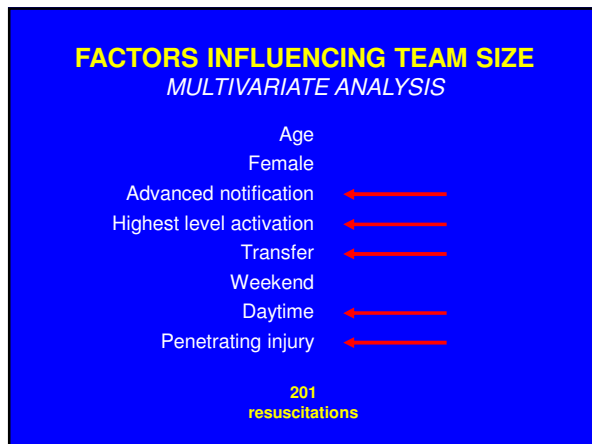 FACTORS INFLUENCING TEAM SIZE
MULTIVARIATE ANALYSIS
Age
Female
Advanced notification
Highest level activation
Transfer
Weekend
Daytime
Penetrating injury
201
resuscitations